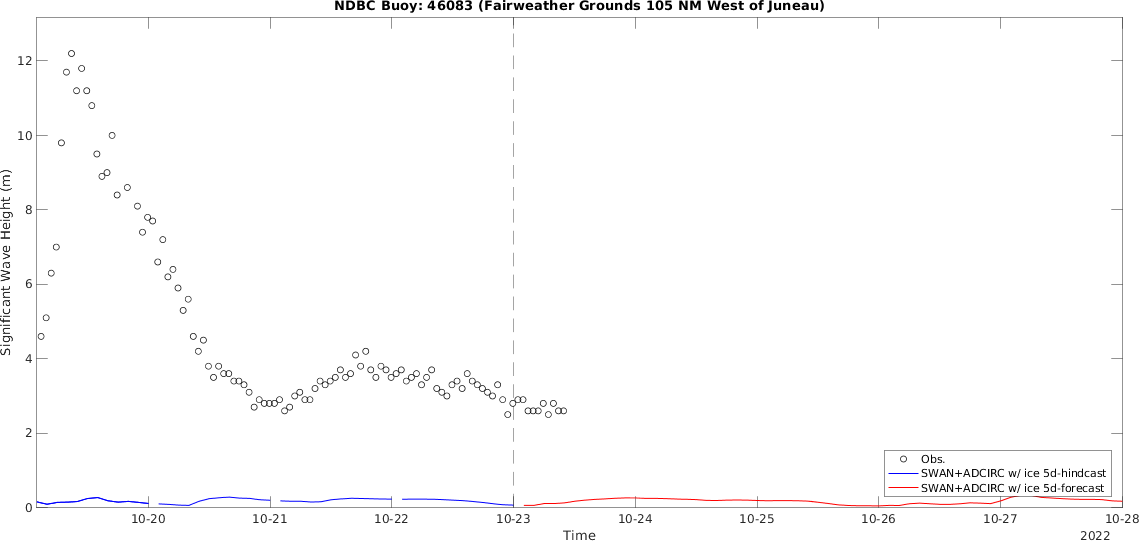 NDBC Buoy: 46083 (Fairweather Grounds 105 NM West of Juneau)
Significant Wave Height (m)
12
10
8
6
4
2
0
Obs.
SWAN+ADCIRC w/ ice 5d-hindcast
SWAN+ADCIRC w/ ice 5d-forecast
10-20 10-21 10-22 10-23 10-24 10-25 10-26 10-27 10-28
Time
2022